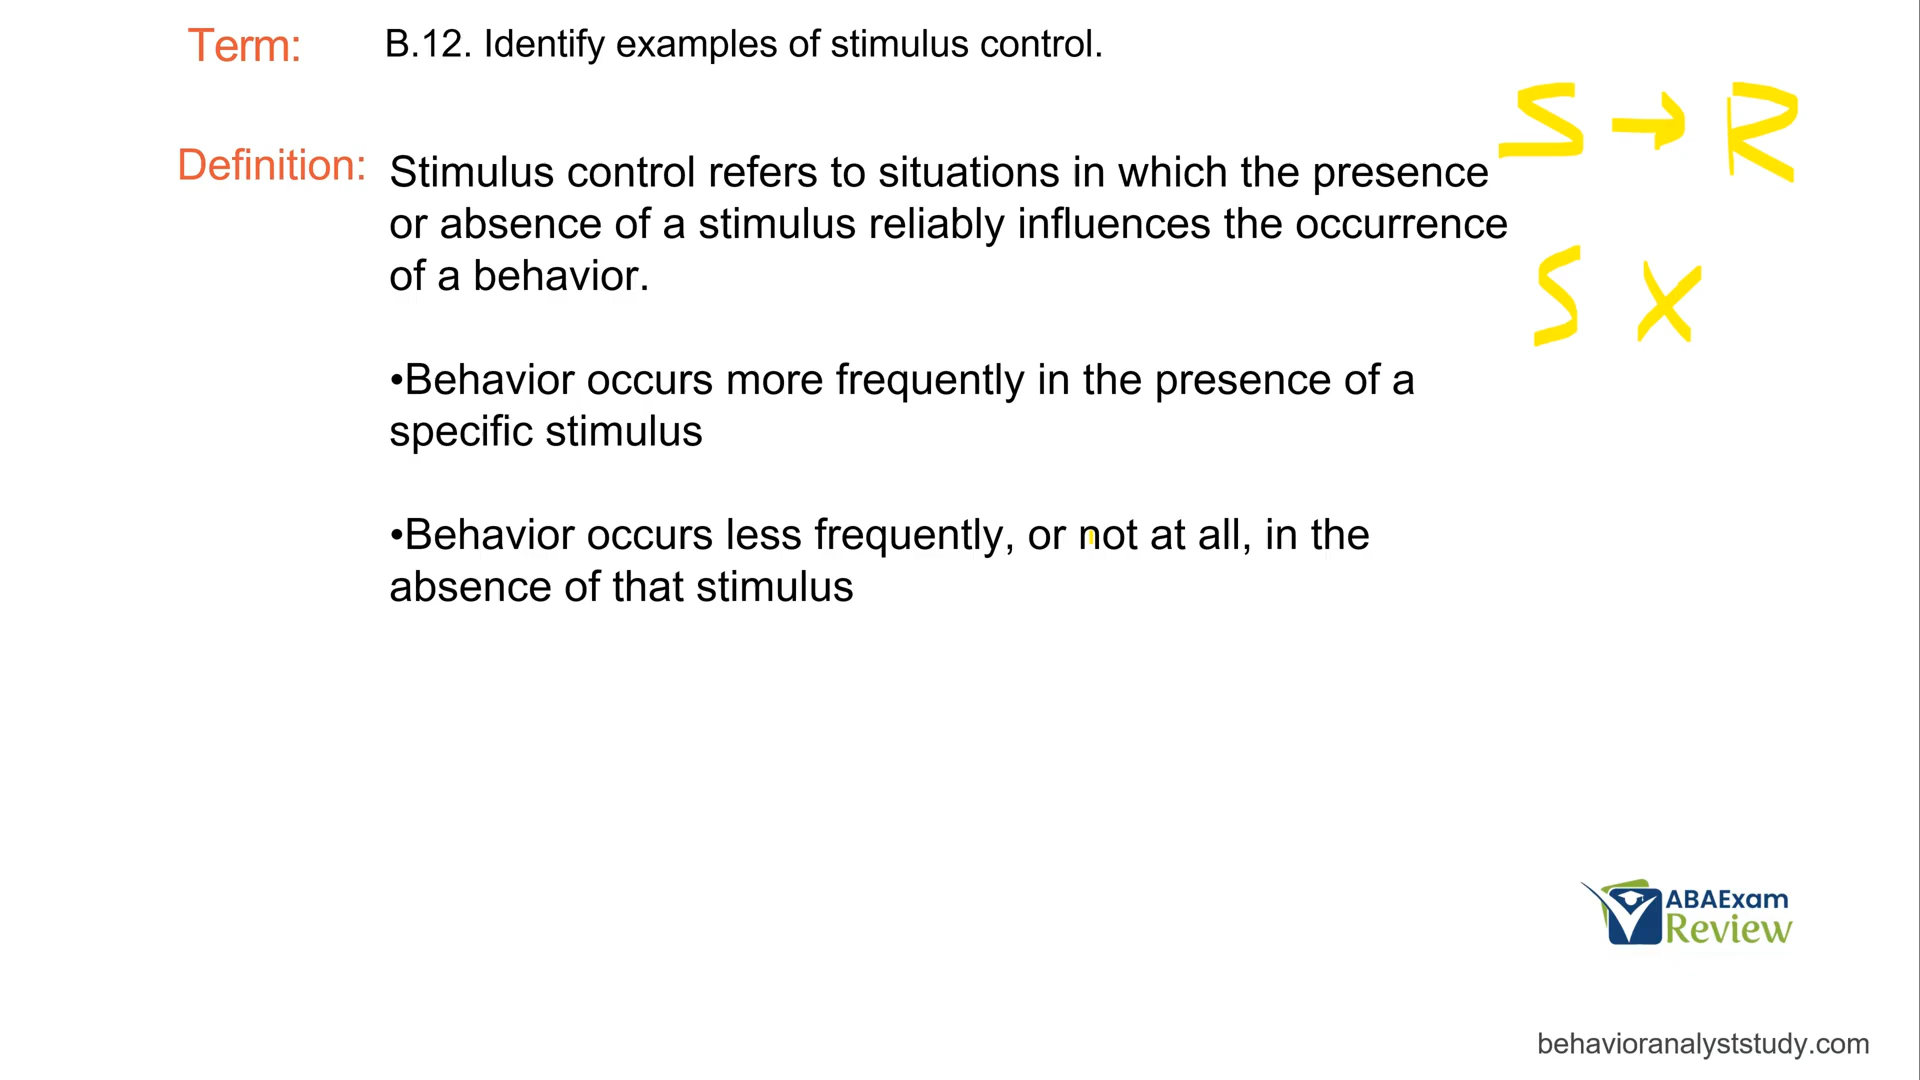 Term: B.12. Identify examples of stimulus control.
S → R
Definition: Stimulus control refers to situations in which the presence
or absence of a stimulus reliably influences the occurrence
of a behavior.
S X
•Behavior occurs more frequently in the presence of a
specific stimulus
•Behavior occurs less frequently, or not at all, in the
absence of that stimulus
ABAExam
Review
behavioranalyststudy.com